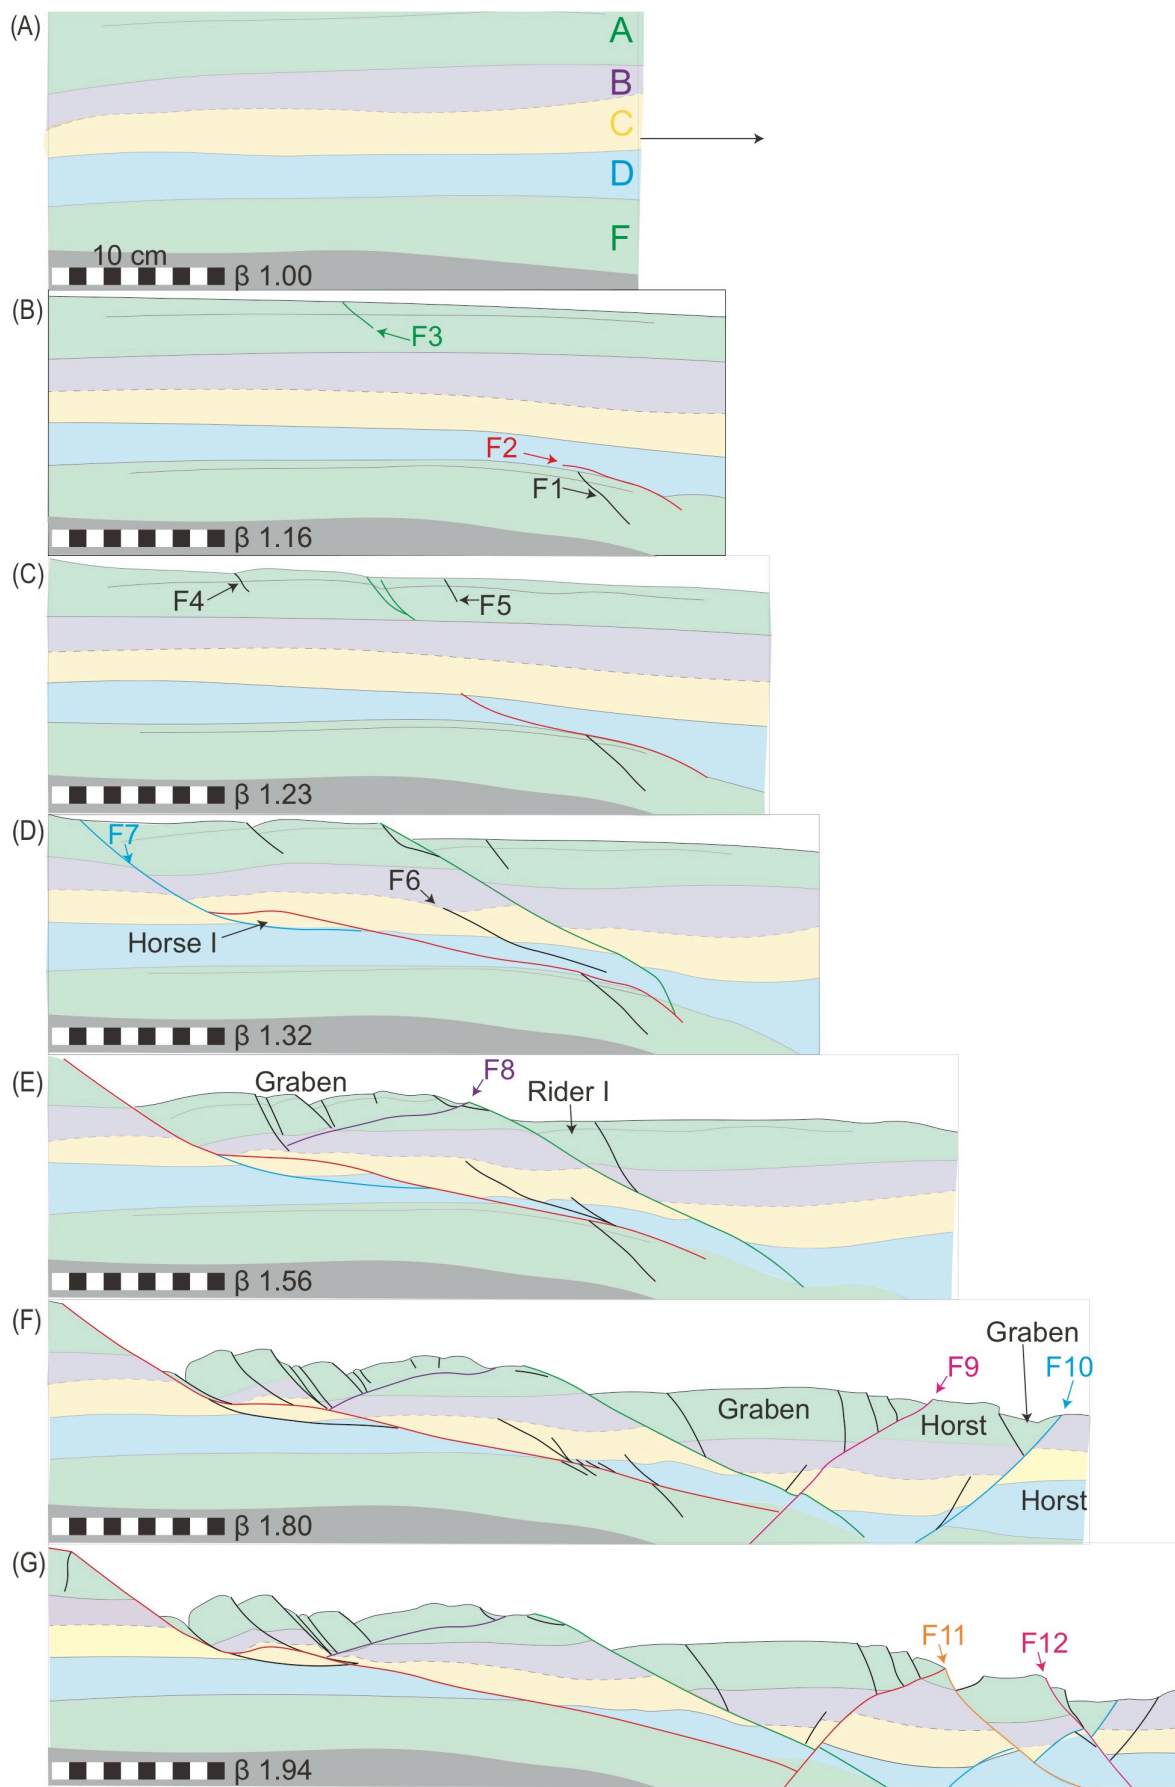 (A)
A
B
C
D
F
10 cm
β 1.00
(B)
F3
F2
F1
β 1.16
(C)
F4
F5
β 1.23
(D)
F7
F6
Horse I
β 1.32
(E)
Graben
F8
Rider I
β 1.56
(F)
Graben
F9
F10
Graben
Horst
Horst
β 1.80
(G)
F11
F12
β 1.94